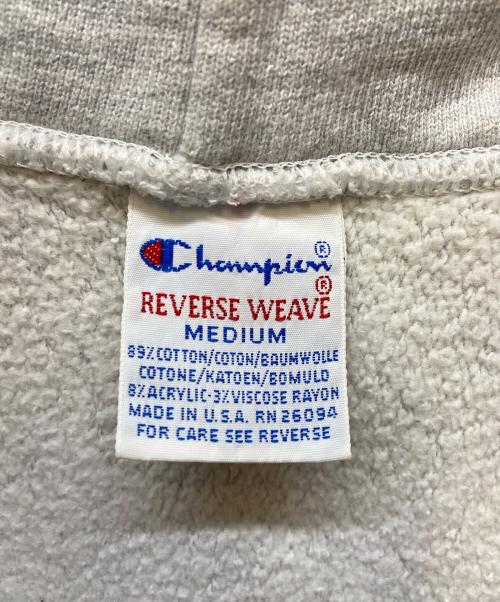 Champion®
REVERSE WEAVE®
MEDIUM
89%COTTON/COTON/BAUMWOLLE
COTONE/KATOEN/BOMULD
8%ACRYLIC-3%VISCOSE RAYON
MADE IN U.S.A. RN 26094
FOR CARE SEE REVERSE